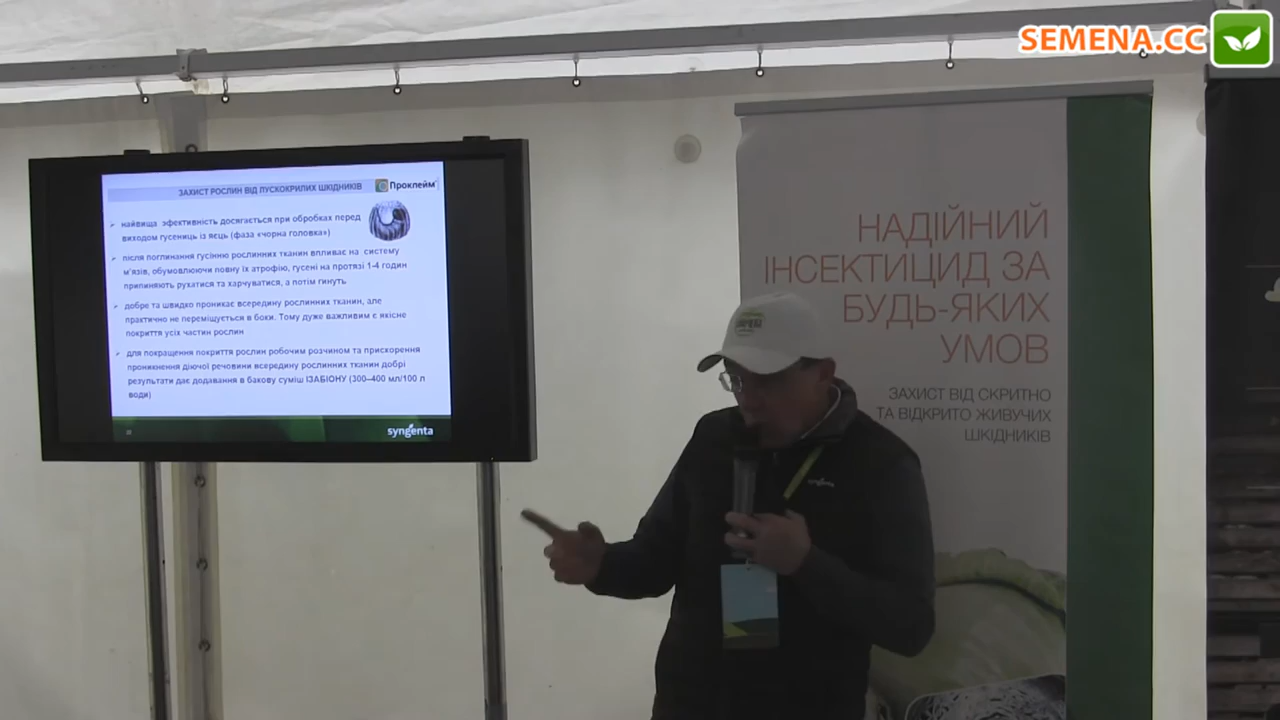 SEMENA.CC
ЗАХИСТ РОСЛИН ВІД ЛУСКОКРИЛИХ ШКІДНИКІВ
Проклейм
найвища эфективність досягається при обробках перед
виходом гусениць із яєць (фаза «чорна головка»)
після поглинання гусінню рослинних тканин впливає на систему
м'язів, обумовлюючи повну їх атрофію, гусені на протязі 1-4 годин
припиняють рухатися та харчуватися, а потім гинуть
добре та швидко проникає всередину рослинних тканин, але
практично не переміщується в боки. Тому дуже важливим є якісне
покриття усіх частин рослин
для покращення покриття рослин робочим розчином та прискорення
проникнення діючої речовини всередину рослинних тканин добрі
результати дає додавання в бакову суміш ІЗАБІОНУ (300–400 мл/100 л
води)
syngenta
НАДІЙНИЙ
ІНСЕКТИЦИД ЗА
БУДЬ-ЯКИХ
УМОВ
ЗАХИСТ ВІД СКРИТНО
ТА ВІДКРИТО ЖИВУЧИХ
ШКІДНИКІВ
syngenta